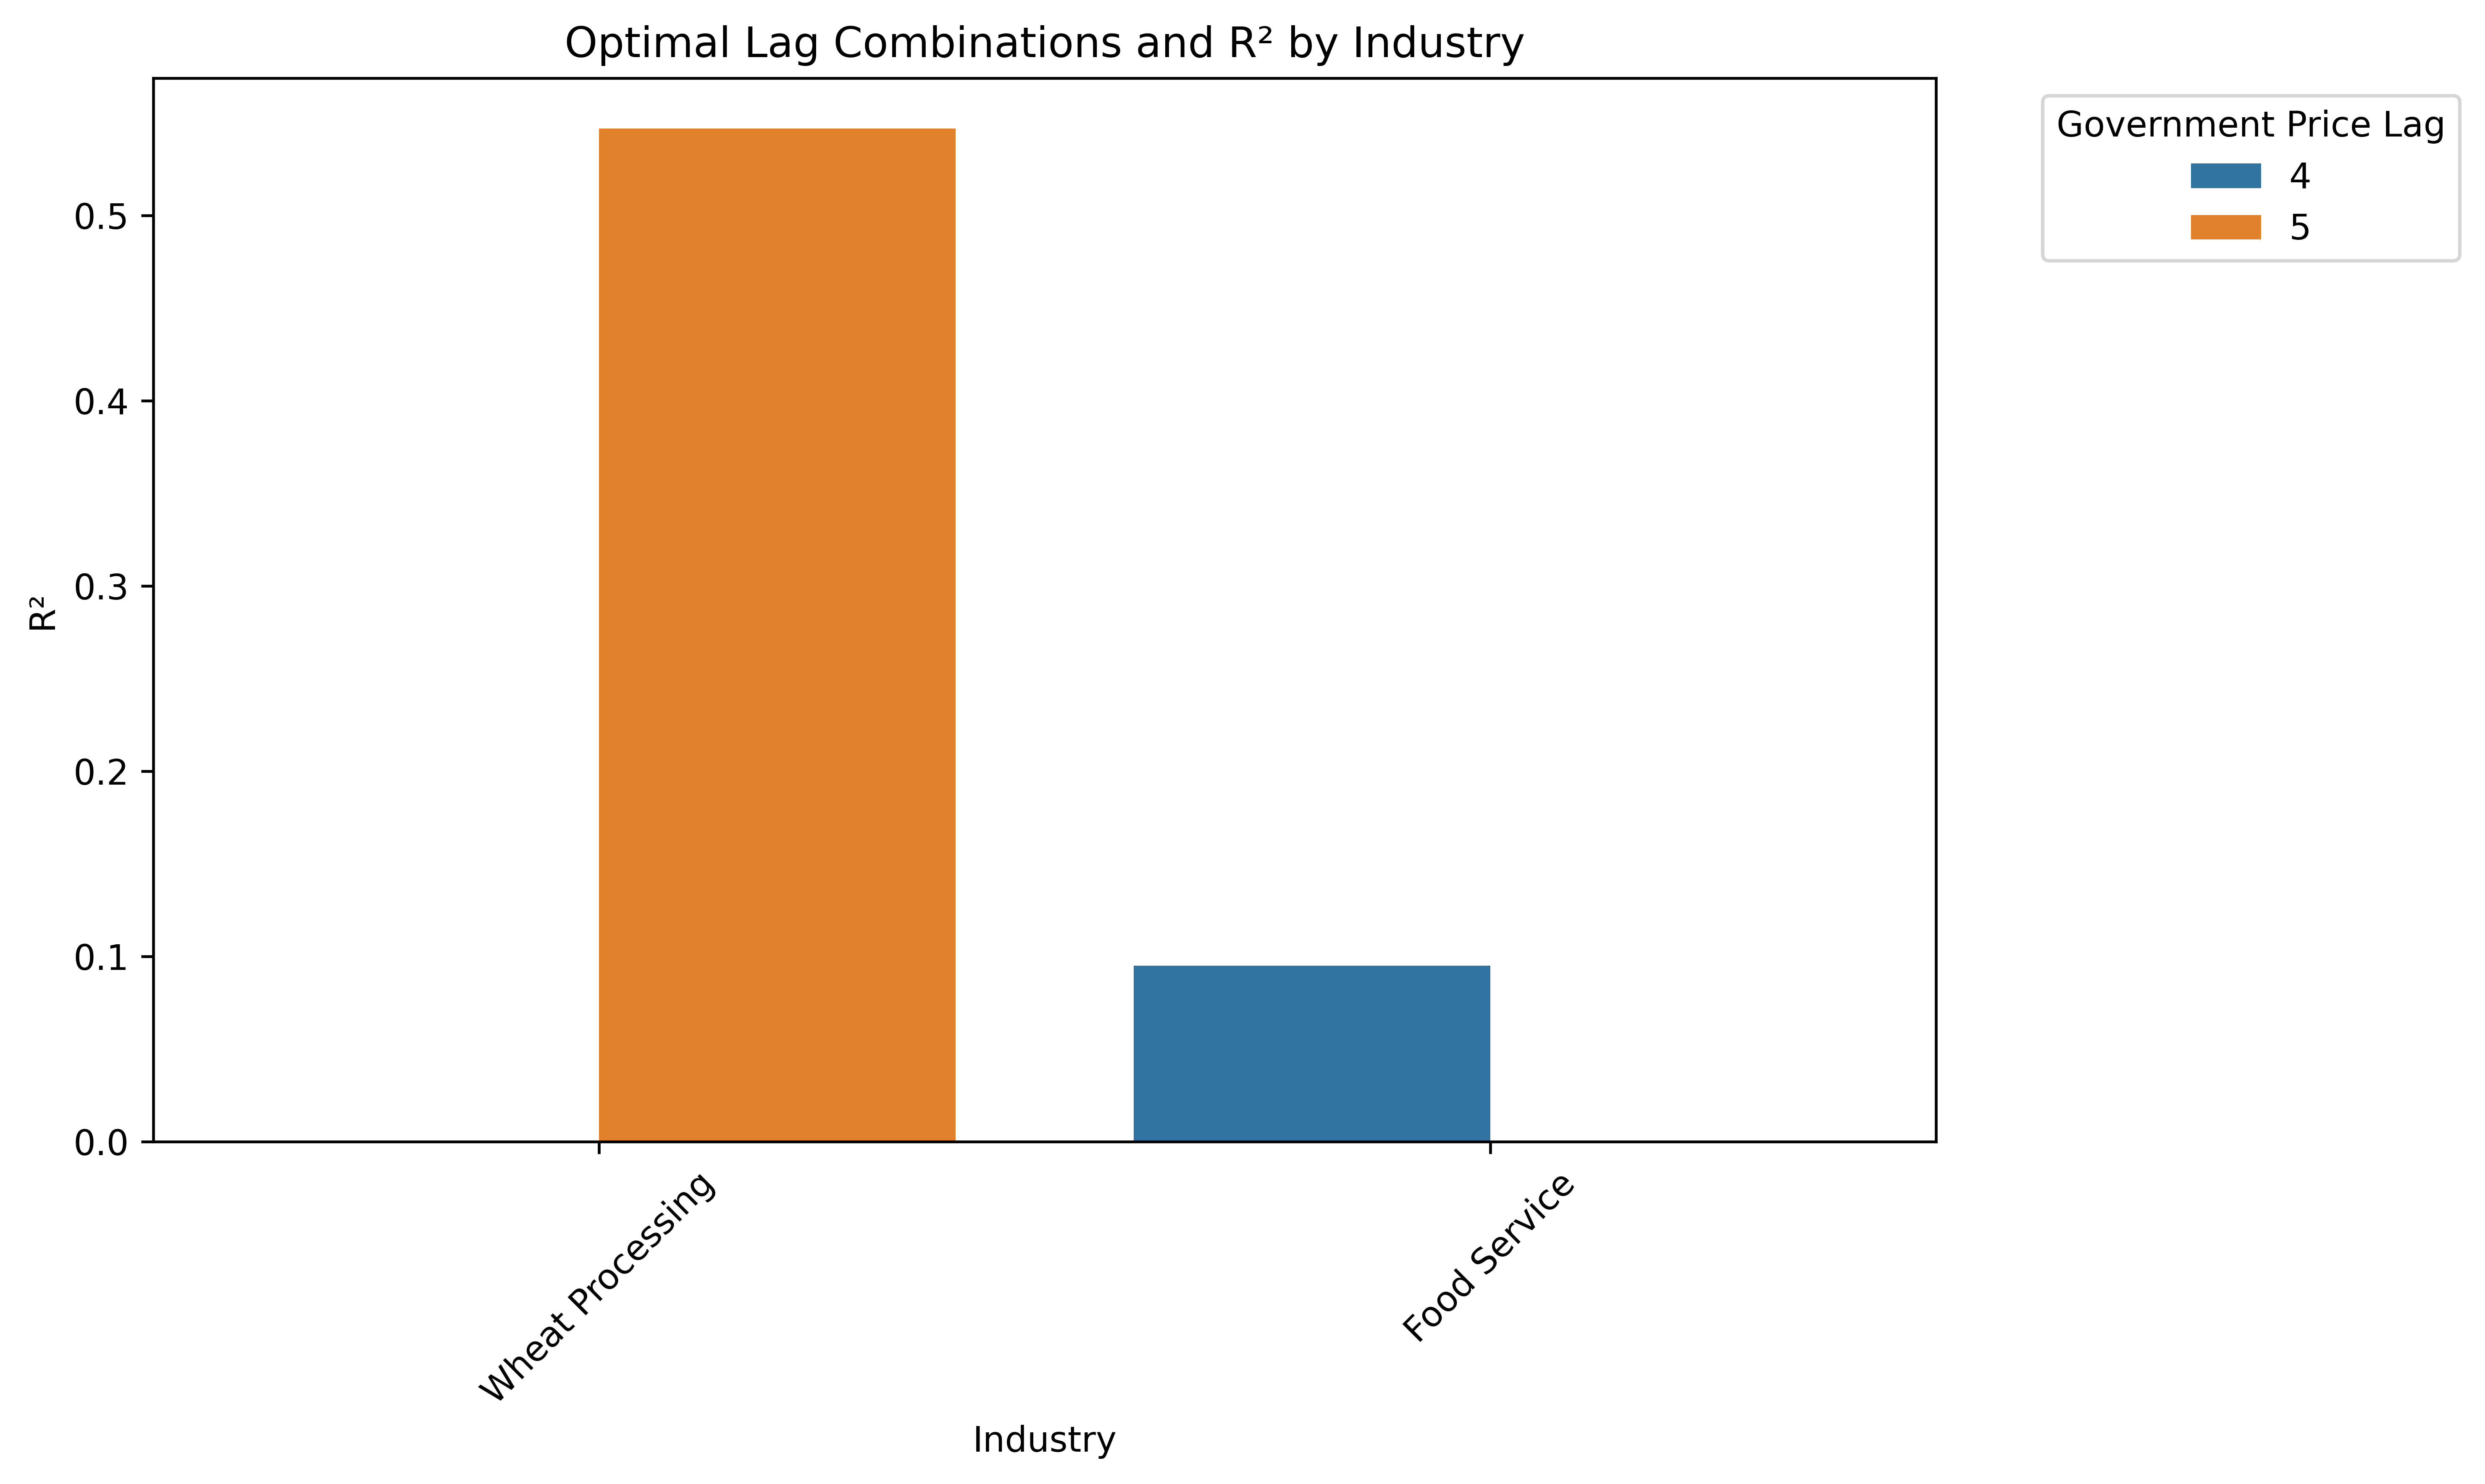 Optimal Lag Combinations and R² by Industry
Government Price Lag
4
5
R²
0.5
0.4
0.3
0.2
0.1
0.0
Wheat Processing
Food Service
Industry